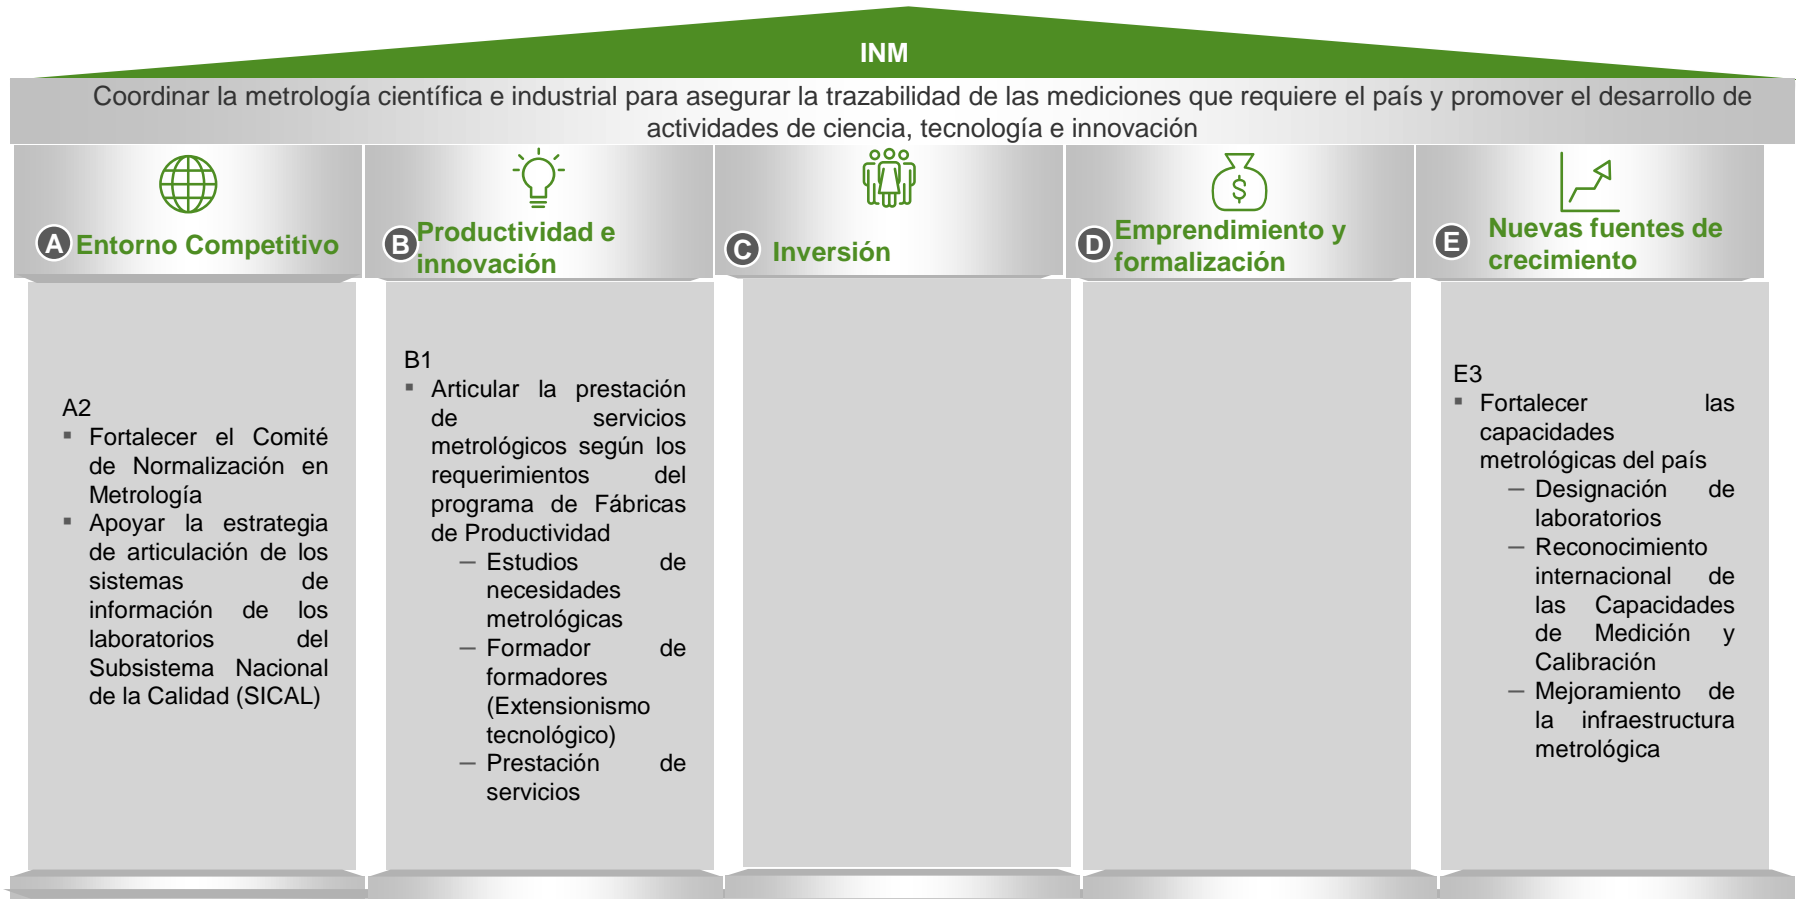 INM
Coordinar la metrología científica e industrial para asegurar la trazabilidad de las mediciones que requiere el país y promover el desarrollo de
actividades de ciencia, tecnología e innovación
A Entorno Competitivo
B Productividad e
innovación
C Inversión
$
D Emprendimiento y
formalización
E Nuevas fuentes de
crecimiento
A2
▪ Fortalecer el Comité
de Normalización en
Metrología
▪ Apoyar la estrategia
de articulación de los
sistemas de
información de los
laboratorios del
Subsistema Nacional
de la Calidad (SICAL)
B1
▪ Articular la prestación
de servicios
metrológicos según los
requerimientos del
programa de Fábricas
de Productividad
– Estudios de
necesidades
metrológicas
– Formador de
formadores
(Extensionismo
tecnológico)
– Prestación de
servicios
E3
▪ Fortalecer las
capacidades
metrológicas del país
– Designación de
laboratorios
– Reconocimiento
internacional de
las Capacidades
de Medición y
Calibración
– Mejoramiento de
la infraestructura
metrológica